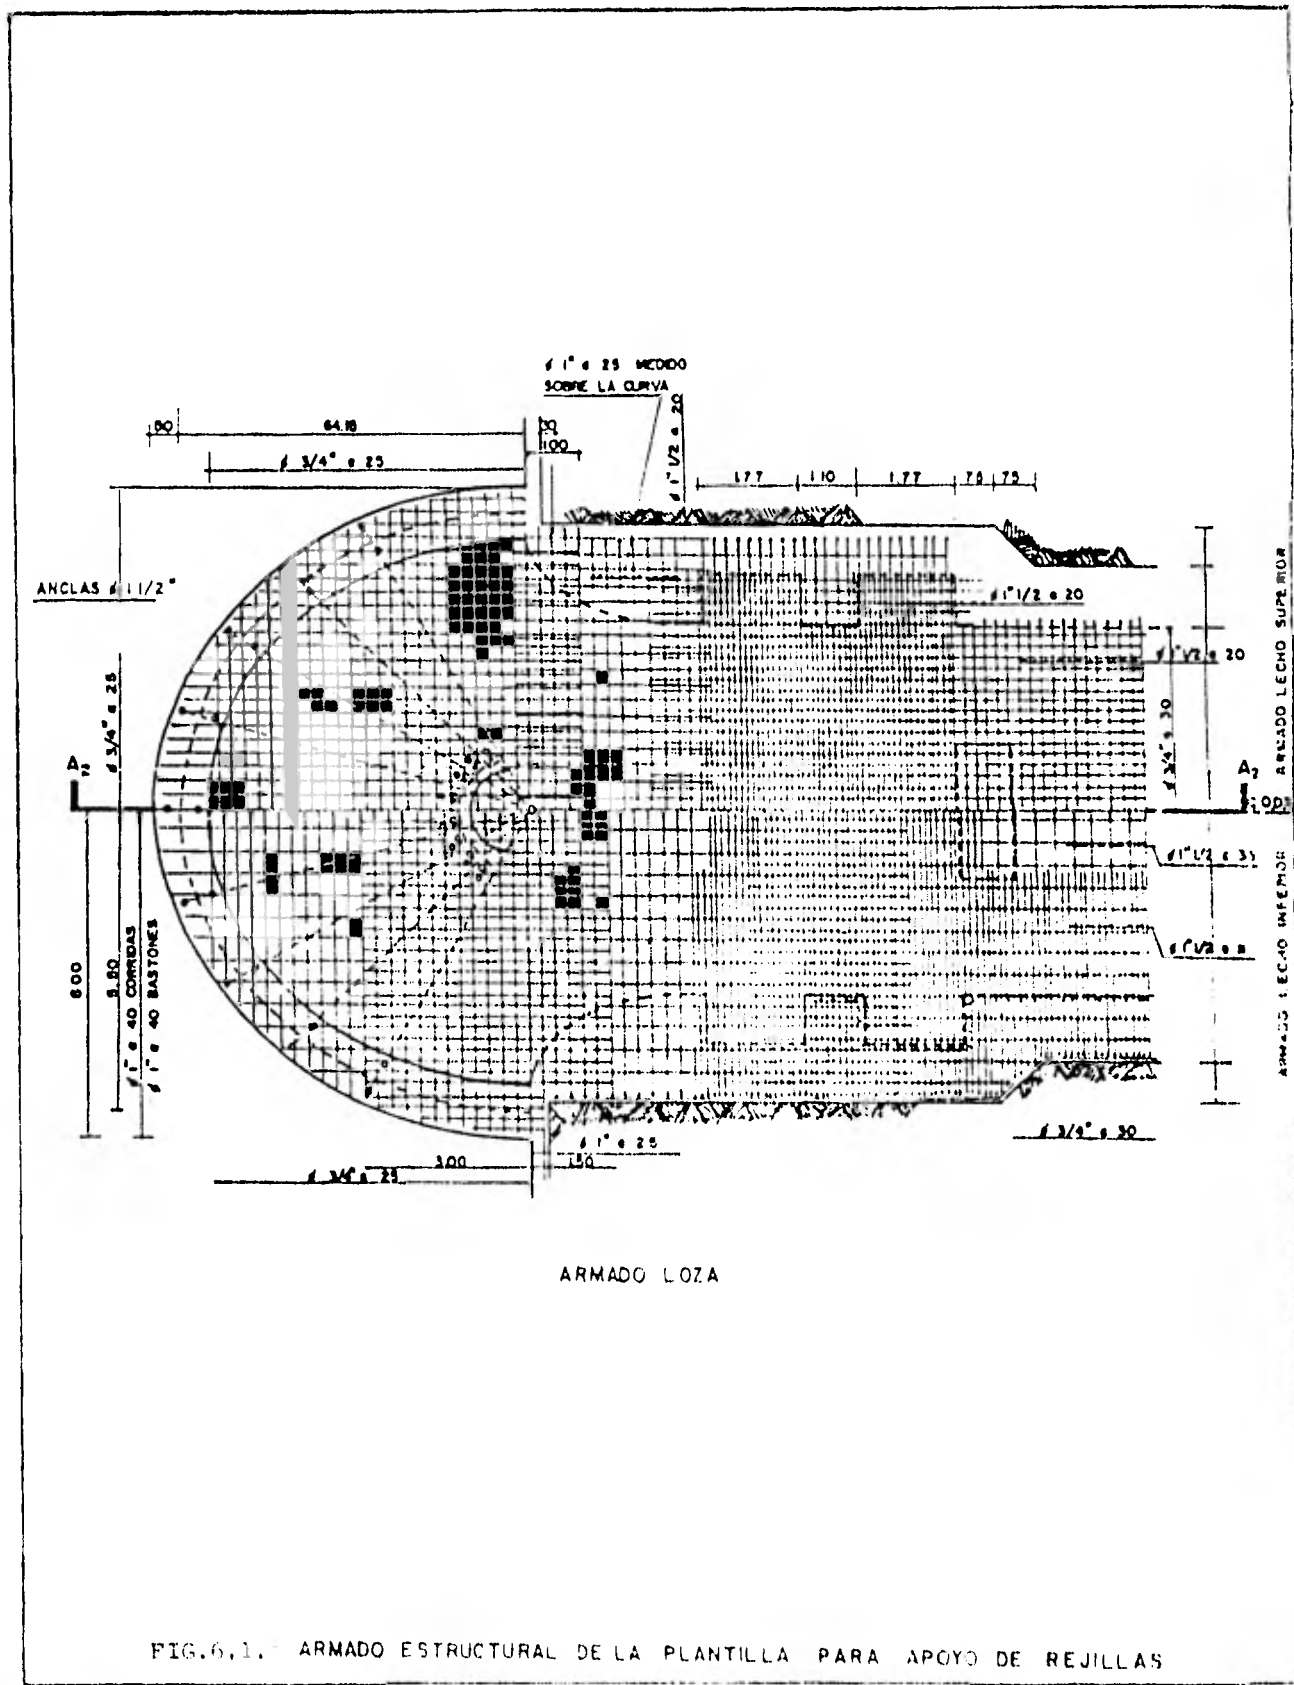 ø 1" ø 25 MEDIDO
SOBRE LA CURVA
ø 1" 1/2 ø 20
80
64.18
30
1.00
ø 3/4" ø 25
1.77
1.10
1.77
.75
.75
ANCLAS ø 1 1/2"
ø 1" 1/2 ø 20
ø 1" 1/2 ø 20
ø 3/4" ø 25
ø 3/4" ø 30
ARMADO LECHO SUPERIOR
A
A2
ø 1" 1/2 ø 35
ARMADO LECHO INFERIOR
6.00
5.80
ø 1" ø 40 CORRIDAS
ø 1" ø 40 BASTONES
ø 1" ø 25
ø 3/4" ø 30
3.00
1.50
ø 3/4" ø 25
ARMADO LOZA
FIG.6.1. ARMADO ESTRUCTURAL DE LA PLANTILLA PARA APOYO DE REJILLAS